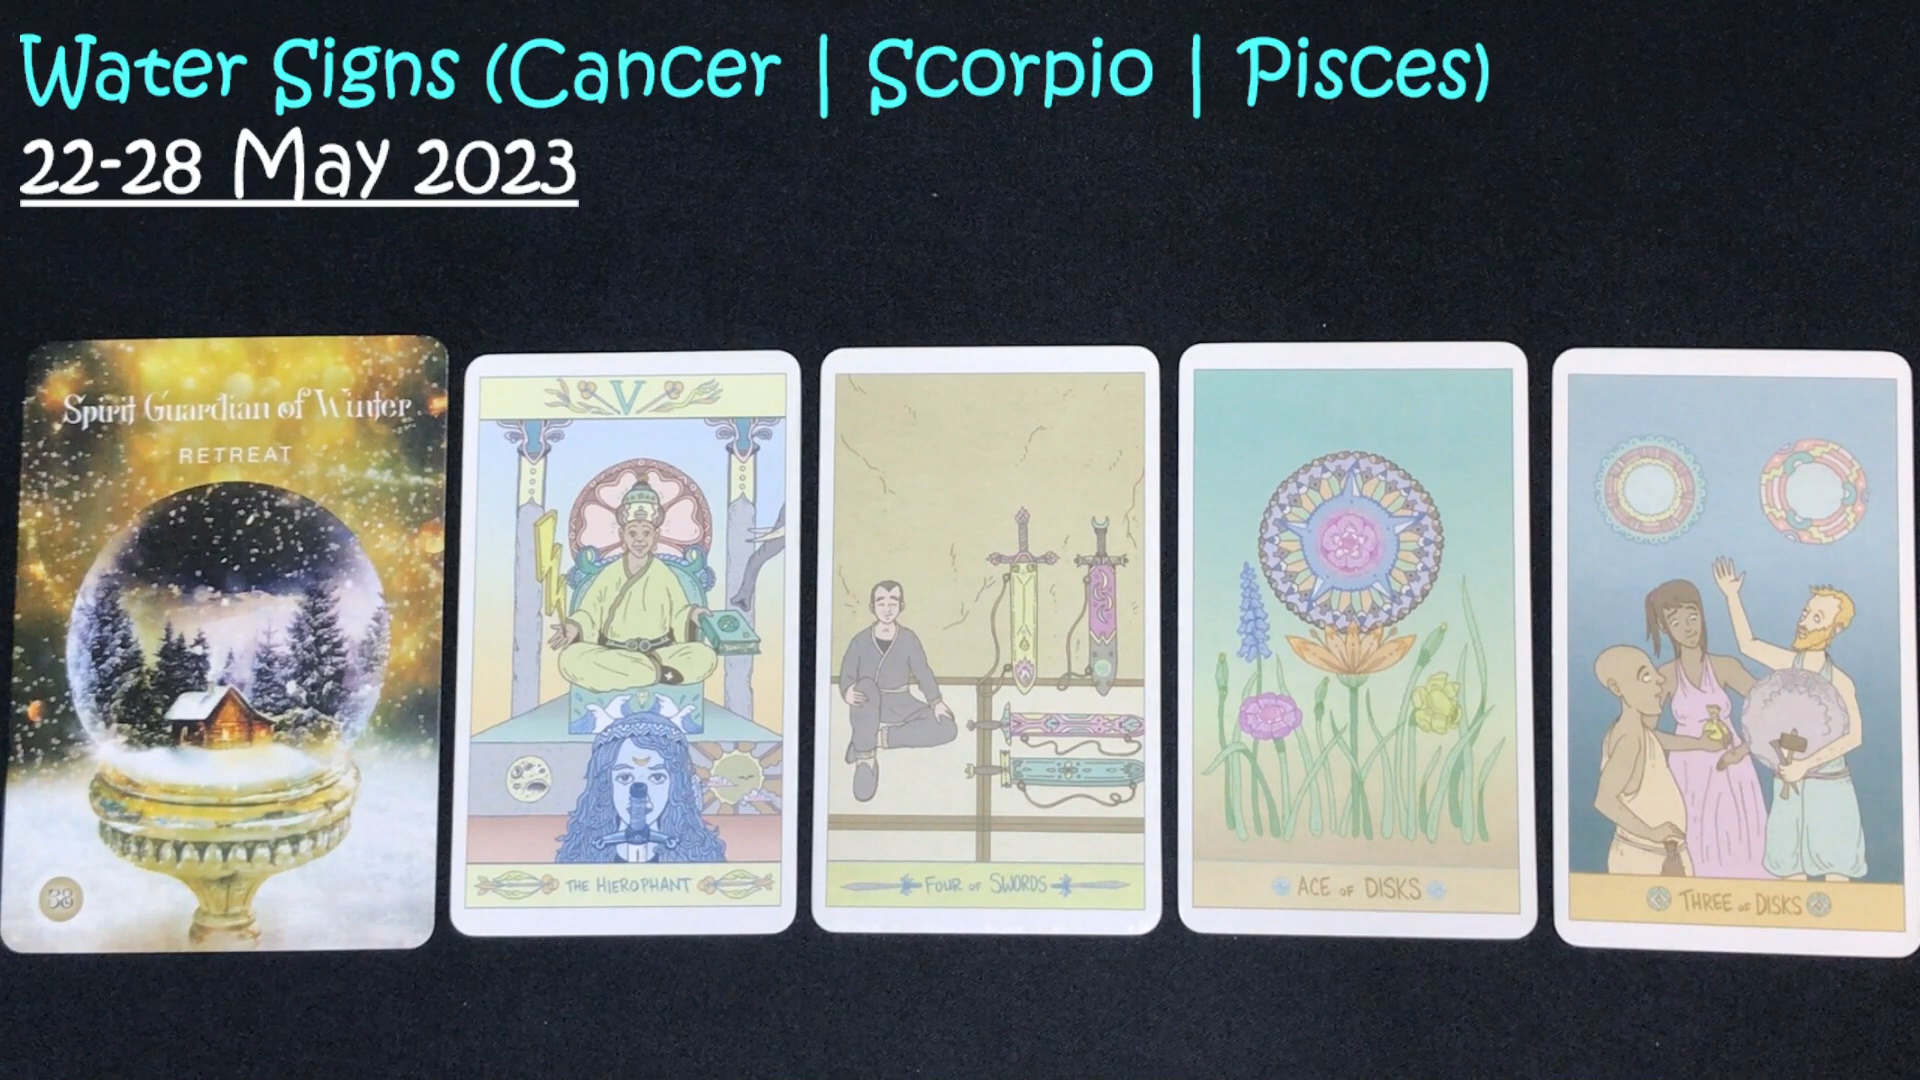 Water Signs (Cancer | Scorpio | Pisces)
22-28 May 2023
Spirit Guardian of Winter
RETREAT
38
V
THE HIEROPHANT
FOUR OF SWORDS
ACE OF DISKS
THREE OF DISKS